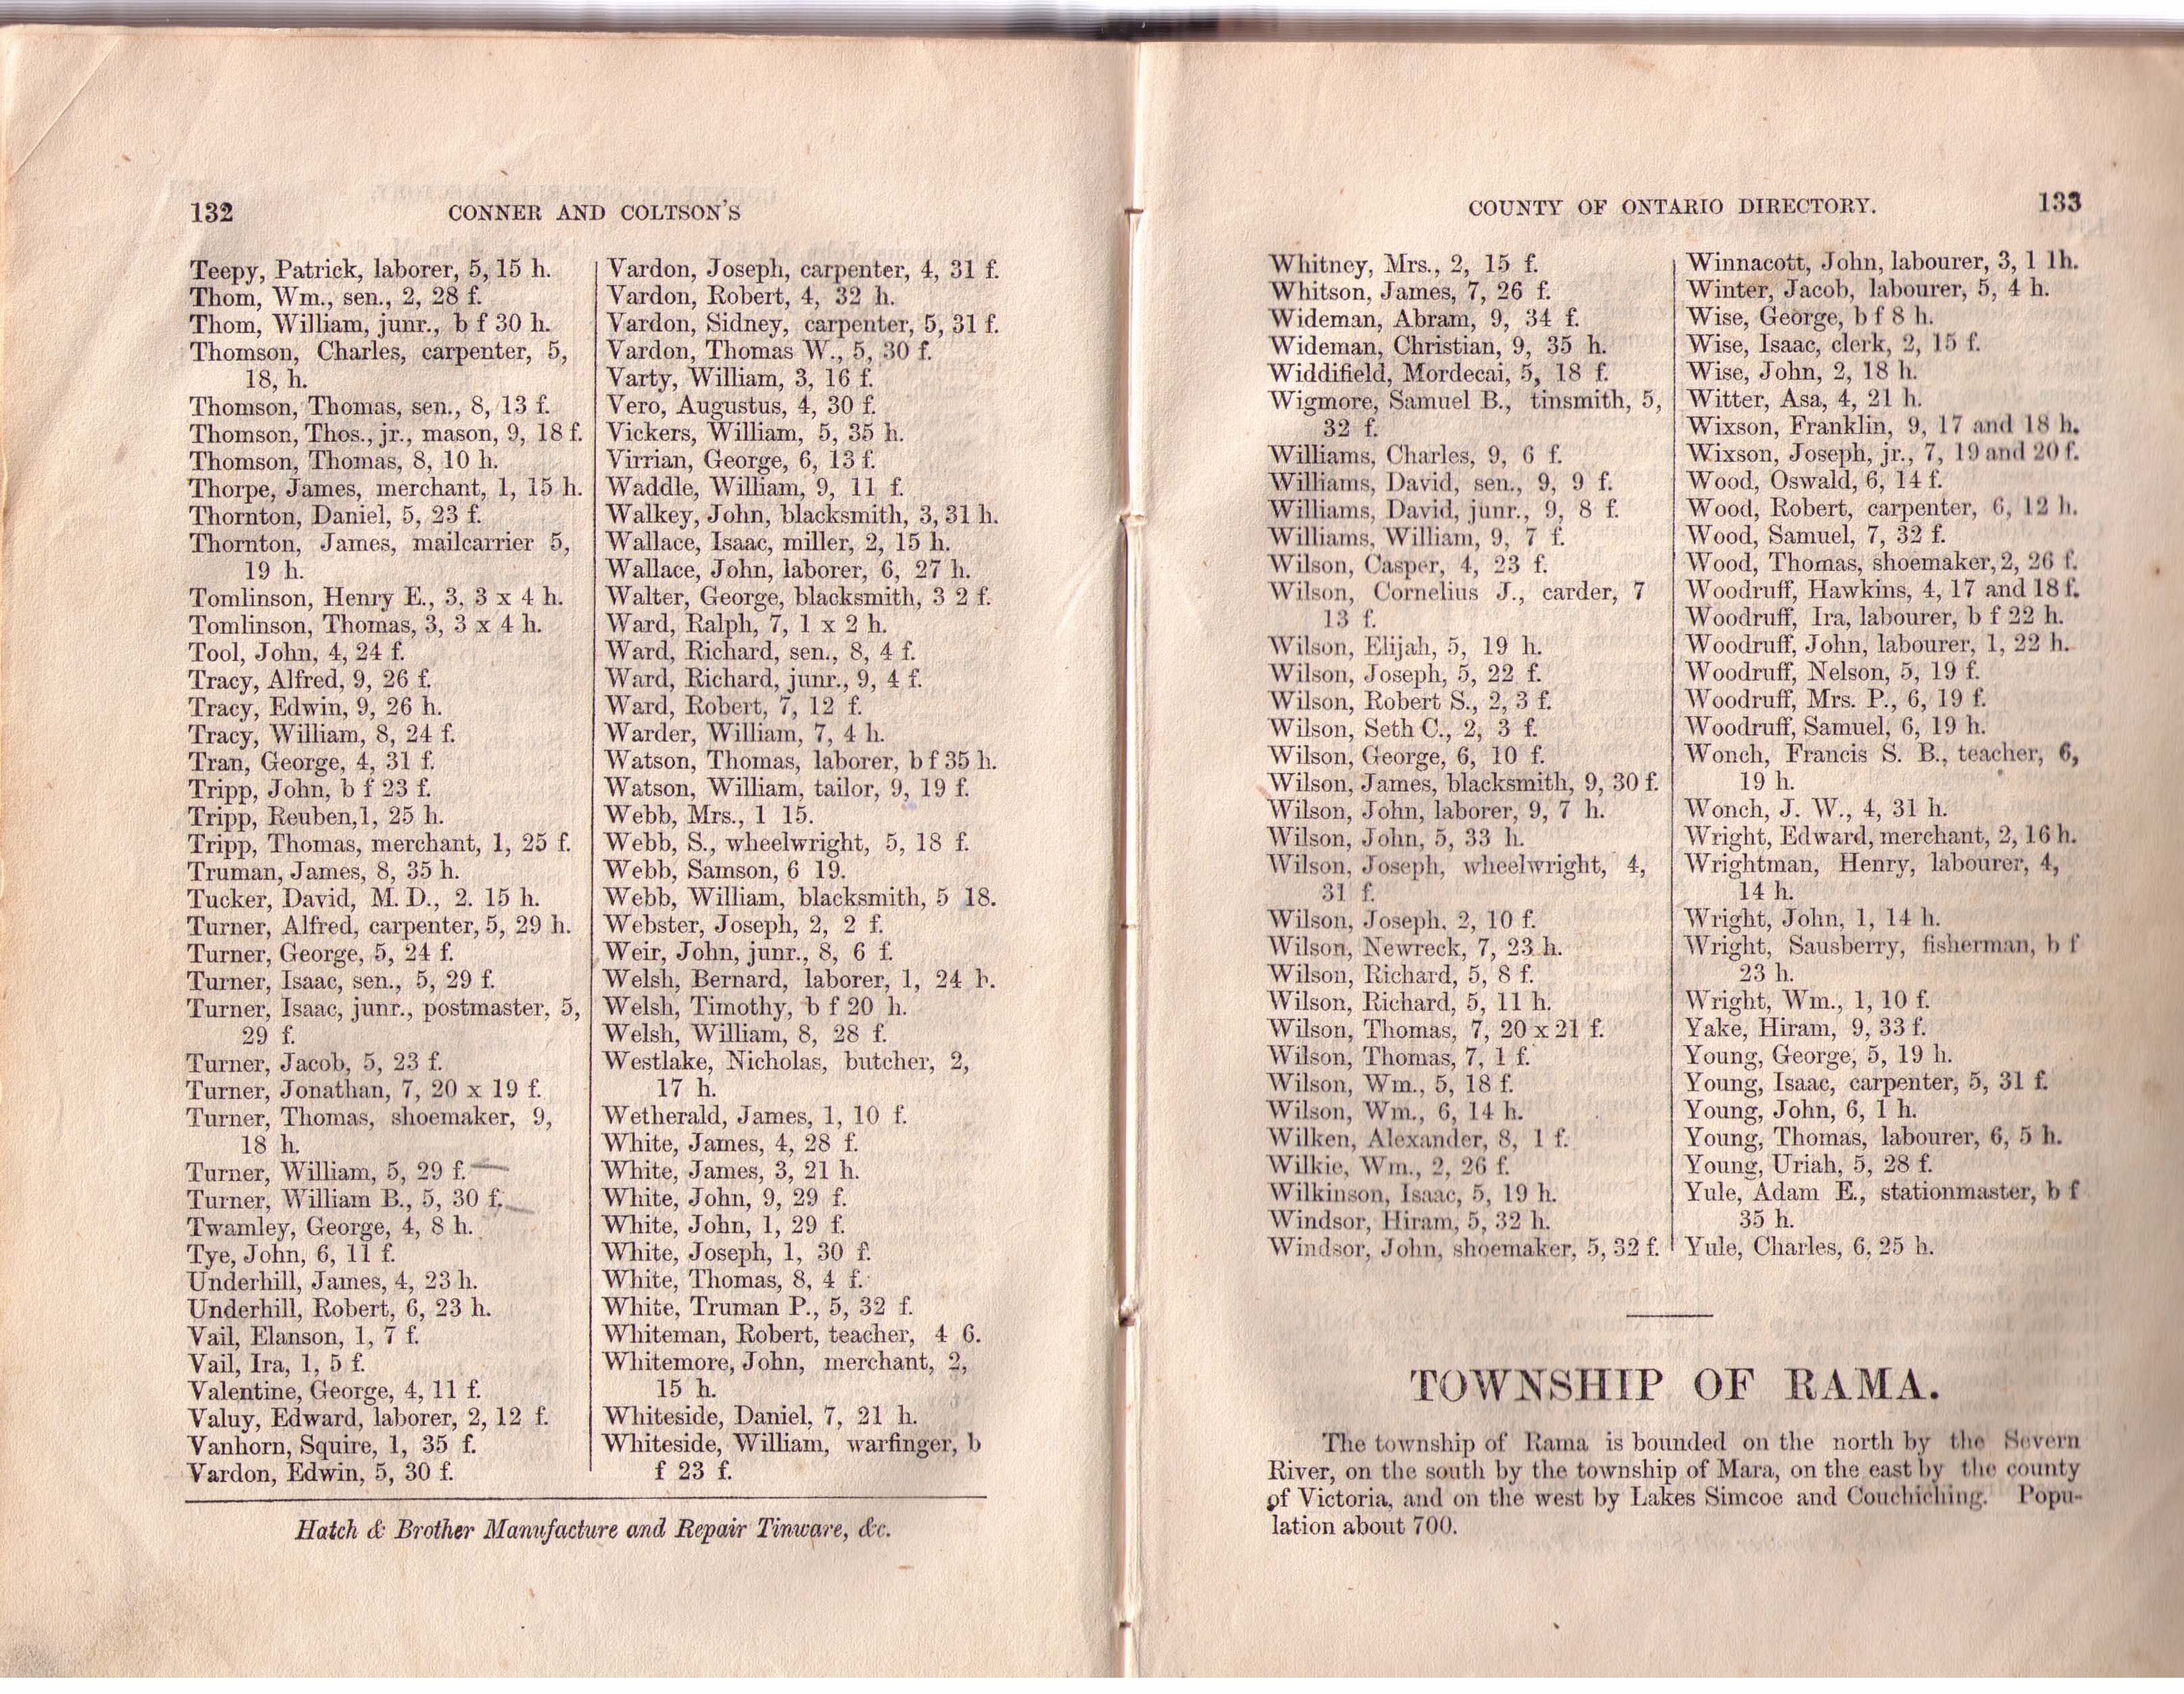 132
CONNER AND COLTSON'S
Teepy, Patrick, laborer, 5, 15 h.
Thom, Wm., sen., 2, 28 f.
Thom, William, junr., b f 30 h.
Thomson, Charles, carpenter, 5,
18, h.
Thomson, Thomas, sen., 8, 13 f.
Thomson, Thos., jr., mason, 9, 18 f.
Thomson, Thomas, 8, 10 h.
Thorpe, James, merchant, 1, 15 h.
Thornton, Daniel, 5, 23 f.
Thornton, James, mailcarrier 5,
19 h.
Tomlinson, Henry E., 3, 3 x 4 h.
Tomlinson, Thomas, 3, 3 x 4 h.
Tool, John, 4, 24 f.
Tracy, Alfred, 9, 26 f.
Tracy, Edwin, 9, 26 h.
Tracy, William, 8, 24 f.
Tran, George, 4, 31 f.
Tripp, John, b f 23 f.
Tripp, Reuben,1, 25 h.
Tripp, Thomas, merchant, 1, 25 f.
Truman, James, 8, 35 h.
Tucker, David, M. D., 2. 15 h.
Turner, Alfred, carpenter, 5, 29 h.
Turner, George, 5, 24 f.
Turner, Isaac, sen., 5, 29 f.
Turner, Isaac, junr., postmaster, 5,
29 f.
Turner, Jacob, 5, 23 f.
Turner, Jonathan, 7, 20 x 19 f.
Turner, Thomas, shoemaker, 9,
18 h.
Turner, William, 5, 29 f.
Turner, William B., 5, 30 f.
Twamley, George, 4, 8 h.
Tye, John, 6, 11 f.
Underhill, James, 4, 23 h.
Underhill, Robert, 6, 23 h.
Vail, Elanson, 1, 7 f.
Vail, Ira, 1, 5 f.
Valentine, George, 4, 11 f.
Valuy, Edward, laborer, 2, 12 f.
Vanhorn, Squire, 1, 35 f.
Vardon, Edwin, 5, 30 f.
Vardon, Joseph, carpenter, 4, 31 f.
Vardon, Robert, 4, 32 h.
Vardon, Sidney, carpenter, 5, 31 f.
Vardon, Thomas W., 5, 30 f.
Varty, William, 3, 16 f.
Vero, Augustus, 4, 30 f.
Vickers, William, 5, 35 h.
Virrian, George, 6, 13 f.
Waddle, William, 9, 11 f.
Walkey, John, blacksmith, 3, 31 h.
Wallace, Isaac, miller, 2, 15 h.
Wallace, John, laborer, 6, 27 h.
Walter, George, blacksmith, 3 2 f.
Ward, Ralph, 7, 1 x 2 h.
Ward, Richard, sen., 8, 4 f.
Ward, Richard, junr., 9, 4 f.
Ward, Robert, 7, 12 f.
Warder, William, 7, 4 h.
Watson, Thomas, laborer, b f 35 h.
Watson, William, tailor, 9, 19 f.
Webb, Mrs., 1 15.
Webb, S., wheelwright, 5, 18 f.
Webb, Samson, 6 19.
Webb, William, blacksmith, 5 18.
Webster, Joseph, 2, 2 f.
Weir, John, junr., 8, 6 f.
Welsh, Bernard, laborer, 1, 24 h.
Welsh, Timothy, b f 20 h.
Welsh, William, 8, 28 f.
Westlake, Nicholas, butcher, 2,
17 h.
Wetherald, James, 1, 10 f.
White, James, 4, 28 f.
White, James, 3, 21 h.
White, John, 9, 29 f.
White, John, 1, 29 f.
White, Joseph, 1, 30 f.
White, Thomas, 8, 4 f.
White, Truman P., 5, 32 f.
Whiteman, Robert, teacher, 4 6.
Whitemore, John, merchant, 2,
15 h.
Whiteside, Daniel, 7, 21 h.
Whiteside, William, warfinger, b
f 23 f.
Hatch & Brother Manufacture and Repair Tinware, &c.
COUNTY OF ONTARIO DIRECTORY.
133
Whitney, Mrs., 2, 15 f.
Whitson, James, 7, 26 f.
Wideman, Abram, 9, 34 f.
Wideman, Christian, 9, 35 h.
Widdifield, Mordecai, 5, 18 f.
Wigmore, Samuel B., tinsmith, 5,
32 f.
Williams, Charles, 9, 6 f.
Williams, David, sen., 9, 9 f.
Williams, David, junr., 9, 8 f.
Williams, William, 9, 7 f.
Wilson, Casper, 4, 23 f.
Wilson, Cornelius J., carder, 7
13 f.
Wilson, Elijah, 5, 19 h.
Wilson, Joseph, 5, 22 f.
Wilson, Robert S., 2, 3 f.
Wilson, Seth C., 2, 3 f.
Wilson, George, 6, 10 f.
Wilson, James, blacksmith, 9, 30 f.
Wilson, John, laborer, 9, 7 h.
Wilson, John, 5, 33 h.
Wilson, Joseph, wheelwright, 4,
31 f.
Wilson, Joseph. 2, 10 f.
Wilson, Newreck, 7, 23 h.
Wilson, Richard, 5, 8 f.
Wilson, Richard, 5, 11 h.
Wilson, Thomas, 7, 20 x 21 f.
Wilson, Thomas, 7, 1 f.
Wilson, Wm., 5, 18 f.
Wilson, Wm., 6, 14 h.
Wilken, Alexander, 8, 1 f.
Wilkie, Wm., 2, 26 f.
Wilkinson, Isaac, 5, 19 h.
Windsor, Hiram, 5, 32 h.
Windsor, John, shoemaker, 5, 32 f.
Winnacott, John, labourer, 3, 1 1h.
Winter, Jacob, labourer, 5, 4 h.
Wise, George, b f 8 h.
Wise, Isaac, clerk, 2, 15 f.
Wise, John, 2, 18 h.
Witter, Asa, 4, 21 h.
Wixson, Franklin, 9, 17 and 18 h.
Wixson, Joseph, jr., 7, 19 and 20 f.
Wood, Oswald, 6, 14 f.
Wood, Robert, carpenter, 6, 12 h.
Wood, Samuel, 7, 32 f.
Wood, Thomas, shoemaker, 2, 26 f.
Woodruff, Hawkins, 4, 17 and 18 f.
Woodruff, Ira, labourer, b f 22 h.
Woodruff, John, labourer, 1, 22 h.
Woodruff, Nelson, 5, 19 f.
Woodruff, Mrs. P., 6, 19 f.
Woodruff, Samuel, 6, 19 h.
Wonch, Francis S. B., teacher, 6,
19 h.
Wonch, J. W., 4, 31 h.
Wright, Edward, merchant, 2, 16 h.
Wrightman, Henry, labourer, 4,
14 h.
Wright, John, 1, 14 h.
Wright, Sausberry, fisherman, b f
23 h.
Wright, Wm., 1, 10 f.
Yake, Hiram, 9, 33 f.
Young, George, 5, 19 h.
Young, Isaac, carpenter, 5, 31 f.
Young, John, 6, 1 h.
Young, Thomas, labourer, 6, 5 h.
Young, Uriah, 5, 28 f.
Yule, Adam E., stationmaster, b f
35 h.
Yule, Charles, 6, 25 h.
TOWNSHIP OF RAMA.
The township of Rama is bounded on the north by the Severn
River, on the south by the township of Mara, on the east by the county
of Victoria, and on the west by Lakes Simcoe and Couchiching. Popu-
lation about 700.